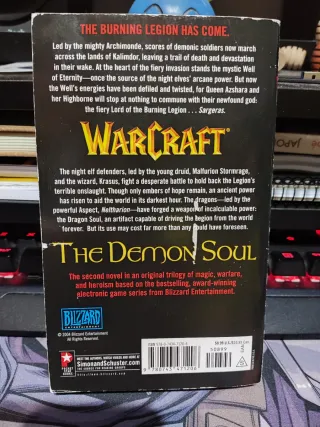 THE BURNING LEGION HAS COME.
Led by the mighty Archimonde, scores of demonic soldiers now march
across the lands of Kalimdor, leaving a trail of death and devastation
in their wake. At the heart of the fiery invasion stands the mystic Well
of Eternity—once the source of the night elves' arcane power. But now
the Well's energies have been defiled and twisted, for Queen Azshara and
her Highborne will stop at nothing to commune with their newfound god:
the fiery Lord of the Burning Legion . . . Sargeras.
WARCRAFT
The night elf defenders, led by the young druid, Malfurion Stormrage,
and the wizard, Krasus, fight a desperate battle to hold back the Legion's
terrible onslaught. Though only embers of hope remain, an ancient power
has risen to aid the world in its darkest hour. The dragons—led by the
powerful Aspect, Neltharion—have forged a weapon of incalculable power:
the Dragon Soul, an artifact capable of driving the legion from the world
forever. But its use may cost far more than any could have foreseen.
THE DEMON SOUL
The second novel in an original trilogy of magic, warfare,
and heroism based on the bestselling, award-winning
electronic game series from Blizzard Entertainment.
BLIZZARD
ENTERTAINMENT
© 2004 Blizzard Entertainment
All Rights Reserved.
SimonandSchuster.com
THE SOURCE FOR READING GROUPS
50699
9 780743 471206
JAPO